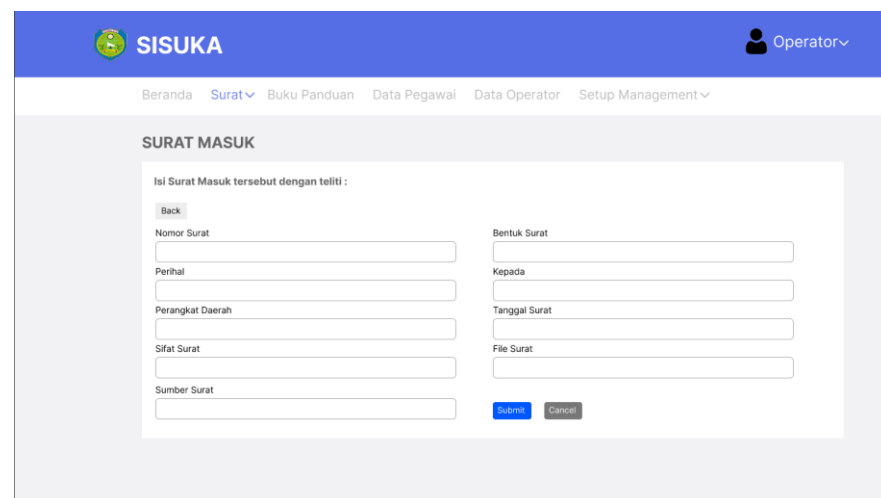 SISUKA
Operator
Beranda Surat Buku Panduan Data Pegawai Data Operator Setup Management
SURAT MASUK
Isi Surat Masuk tersebut dengan teliti :
Back
Nomor Surat
Bentuk Surat
Perihal
Kepada
Perangkat Daerah
Tanggal Surat
Sifat Surat
File Surat
Sumber Surat
Submit
Cancel